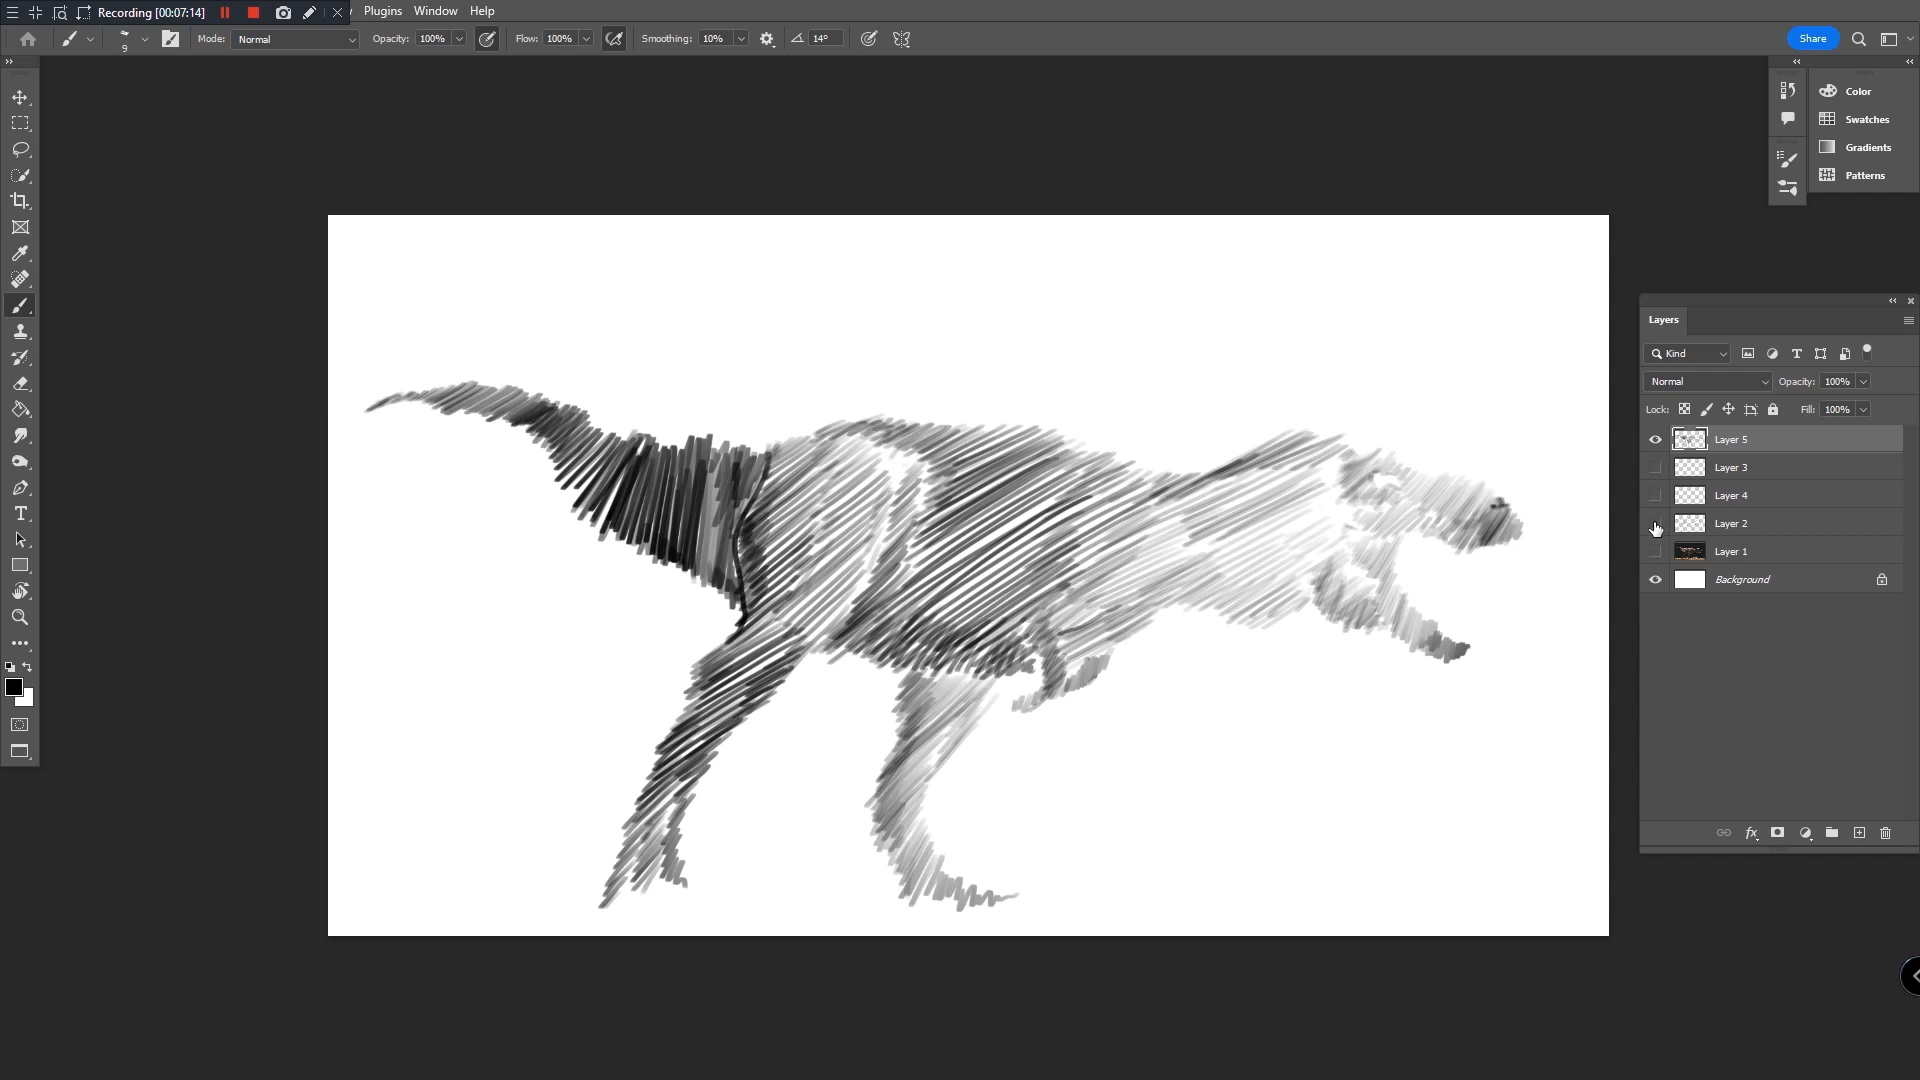 Recording [00:07:14]
Plugins Window Help
9 Mode: Normal Opacity: 100% Flow: 100% Smoothing: 10% 14° Share
Color
Swatches
Gradients
Patterns
Layers
Kind
Normal Opacity: 100%
Lock: Fill: 100%
Layer 5
Layer 3
Layer 4
Layer 2
Layer 1
Background